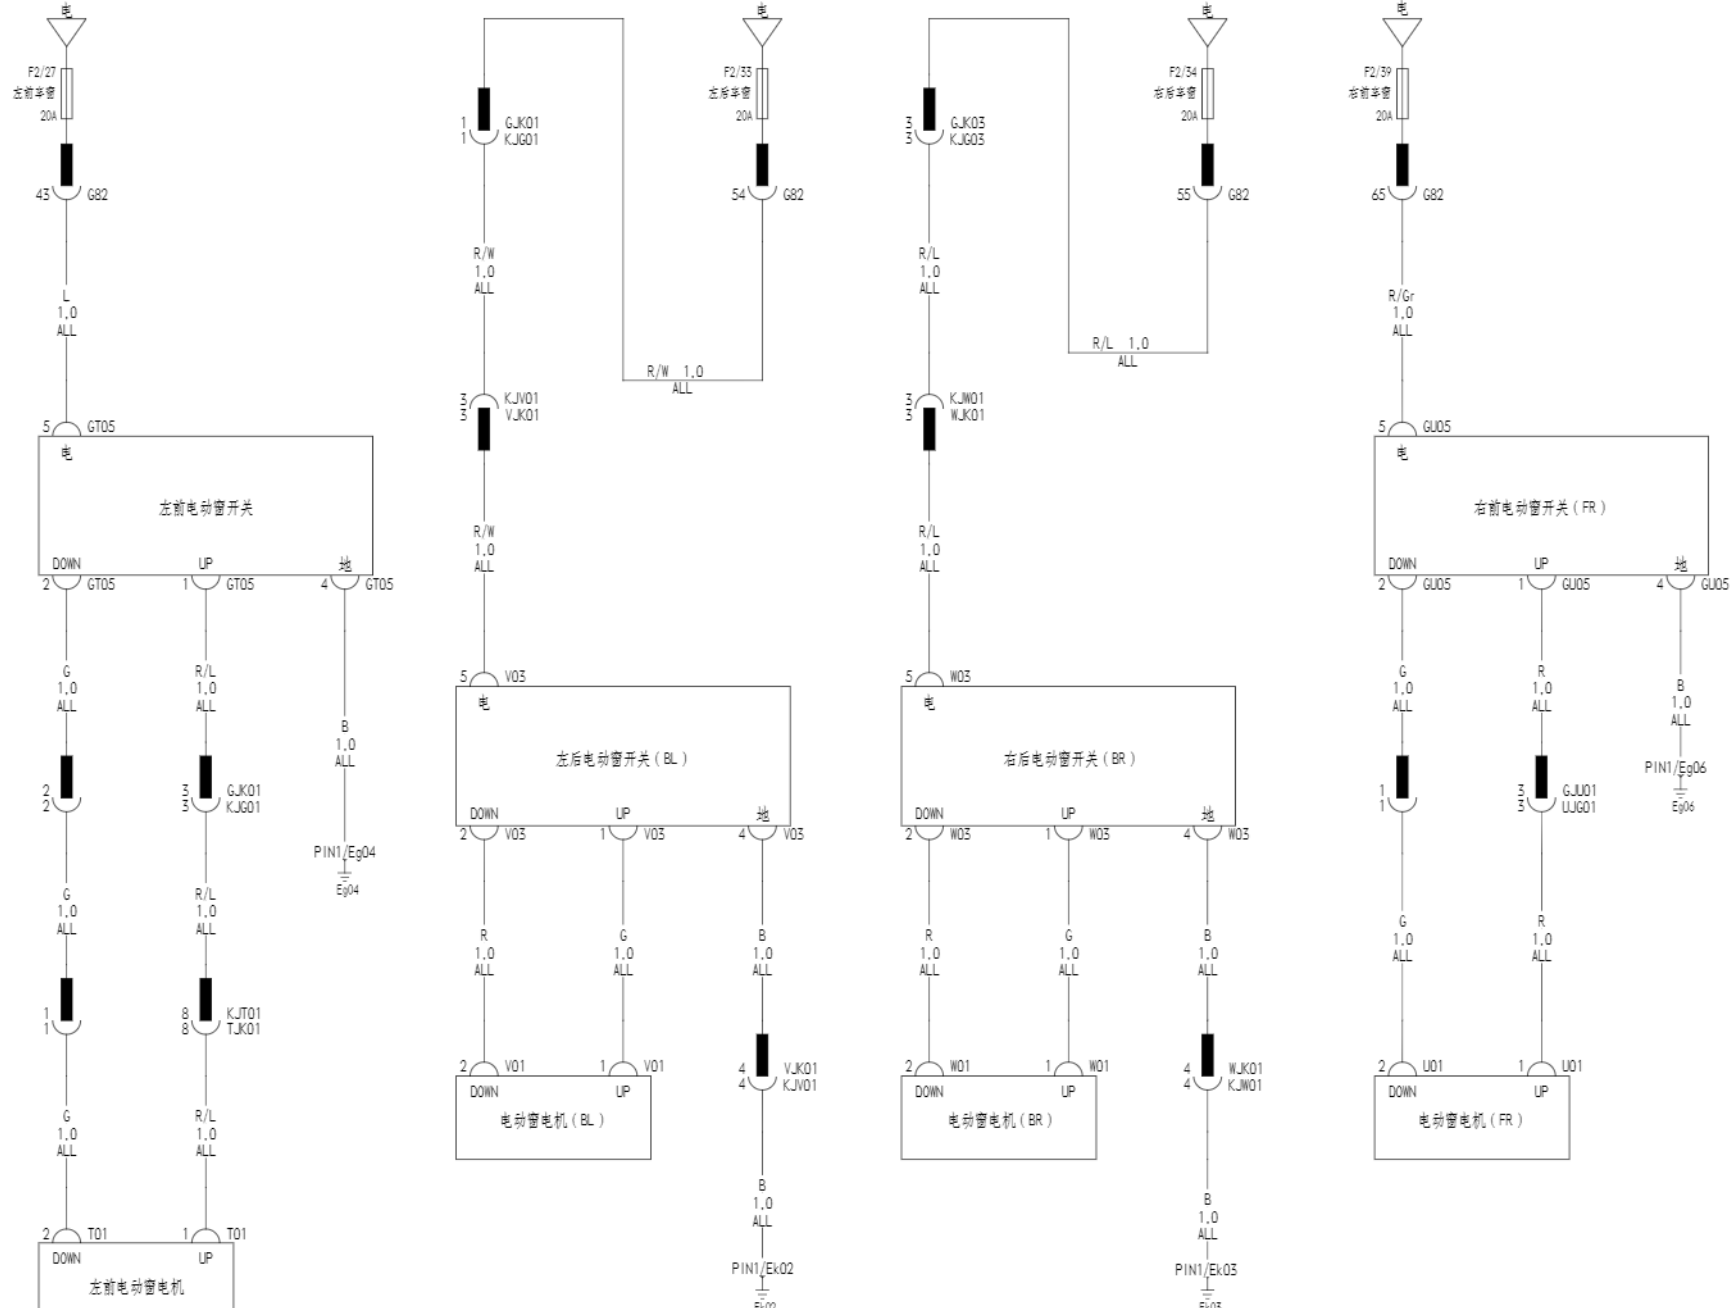 电
电
电
电
F2/27
左前车窗
20A
F2/33
左后车窗
20A
F2/34
右后车窗
20A
F2/39
右前车窗
20A
1 GJK01
1 KJG01
3 GJK03
3 KJG03
43 G82
54 G82
55 G82
65 G82
R/W
1.0
ALL
R/L
1.0
ALL
L
1.0
ALL
R/Gr
1.0
ALL
R/L 1.0
ALL
R/W 1.0
ALL
3 KJV01
3 VJK01
3 KJW01
3 WJK01
5 GT05
5 GU05
电
电
左前电动窗开关
右前电动窗开关(FR)
R/W
1.0
ALL
R/L
1.0
ALL
DOWN UP 地
DOWN UP 地
2 GT05 1 GT05 4 GT05
2 GU05 1 GU05 4 GU05
G
1.0
ALL
R/L
1.0
ALL
5 V03
5 W03
G
1.0
ALL
R
1.0
ALL
B
1.0
ALL
电
电
B
1.0
ALL
左后电动窗开关(BL)
右后电动窗开关(BR)
PIN1/Eg06
Eg06
2
2
3 GJK01
3 KJG01
1
1
3 GJU01
3 UJG01
DOWN UP 地
DOWN UP 地
2 V03 1 V03 4 V03
2 W03 1 W03 4 W03
PIN1/Eg04
Eg04
G
1.0
ALL
R/L
1.0
ALL
R
1.0
ALL
G
1.0
ALL
B
1.0
ALL
R
1.0
ALL
G
1.0
ALL
B
1.0
ALL
G
1.0
ALL
R
1.0
ALL
1
1
8 KJT01
8 TJK01
2 V01 1 V01
4 VJK01
4 KJV01
2 W01 1 W01
4 WJK01
4 KJW01
2 U01 1 U01
DOWN UP
DOWN UP
DOWN UP
电动窗电机(BL)
电动窗电机(BR)
电动窗电机(FR)
G
1.0
ALL
R/L
1.0
ALL
B
1.0
ALL
B
1.0
ALL
2 T01 1 T01
DOWN UP
左前电动窗电机
PIN1/Ek02
Ek02
PIN1/Ek03
Ek03